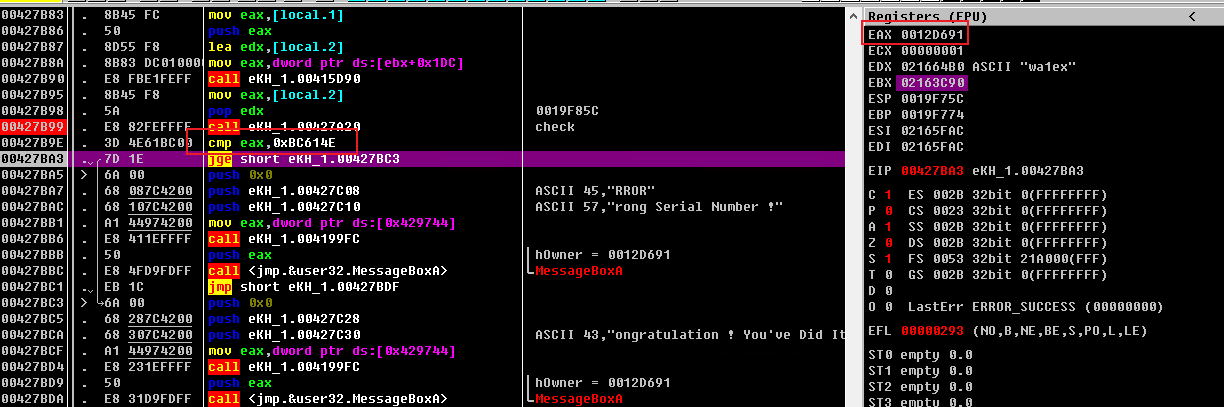 00427B83 . 8B45 FC mov eax,[local.1]
00427B86 . 50 push eax
00427B87 . 8D55 F8 lea edx,[local.2]
00427B8A . 8B83 DC010000 mov eax,dword ptr ds:[ebx+0x1DC]
00427B90 . E8 FBE1FEFF call eKH_1.00415D90
00427B95 . 8B45 F8 mov eax,[local.2]
00427B98 . 5A pop edx 0019F85C
00427B99 . E8 82FEFFFF call eKH_1.00427A20 check
00427B9E . 3D 4E61BC00 cmp eax,0xBC614E
00427BA3 . 7D 1E jge short eKH_1.00427BC3
00427BA5 > 6A 00 push 0x0
00427BA7 . 68 087C4200 push eKH_1.00427C08 ASCII 45,"RROR"
00427BAC . 68 107C4200 push eKH_1.00427C10 ASCII 57,"rong Serial Number !"
00427BB1 . A1 44974200 mov eax,dword ptr ds:[0x429744]
00427BB6 . E8 411EFFFF call eKH_1.004199FC
00427BBB . 50 push eax hOwner = 0012D691
00427BBC . E8 4FD9FDFF call <jmp.&user32.MessageBoxA> MessageBoxA
00427BC1 . EB 1C jmp short eKH_1.00427BDF
00427BC3 > 6A 00 push 0x0
00427BC5 . 68 287C4200 push eKH_1.00427C28
00427BCA . 68 307C4200 push eKH_1.00427C30 ASCII 43,"ongratulation ! You've Did It
00427BCF . A1 44974200 mov eax,dword ptr ds:[0x429744]
00427BD4 . E8 231EFFFF call eKH_1.004199FC
00427BD9 . 50 push eax hOwner = 0012D691
00427BDA . E8 31D9FDFF call <jmp.&user32.MessageBoxA> MessageBoxA
Registers (FPU) <
EAX 0012D691
ECX 00000001
EDX 021664B0 ASCII "wa1ex"
EBX 02163C90
ESP 0019F75C
EBP 0019F774
ESI 02165FAC
EDI 02165FAC
EIP 00427BA3 eKH_1.00427BA3
C 1 ES 002B 32bit 0(FFFFFFFF)
P 0 CS 0023 32bit 0(FFFFFFFF)
A 1 SS 002B 32bit 0(FFFFFFFF)
Z 0 DS 002B 32bit 0(FFFFFFFF)
S 1 FS 0053 32bit 21A000(FFF)
T 0 GS 002B 32bit 0(FFFFFFFF)
D 0
O 0 LastErr ERROR_SUCCESS (00000000)
EFL 00000293 (NO,B,NE,BE,S,PO,L,LE)
ST0 empty 0.0
ST1 empty 0.0
ST2 empty 0.0
ST3 empty 0.0